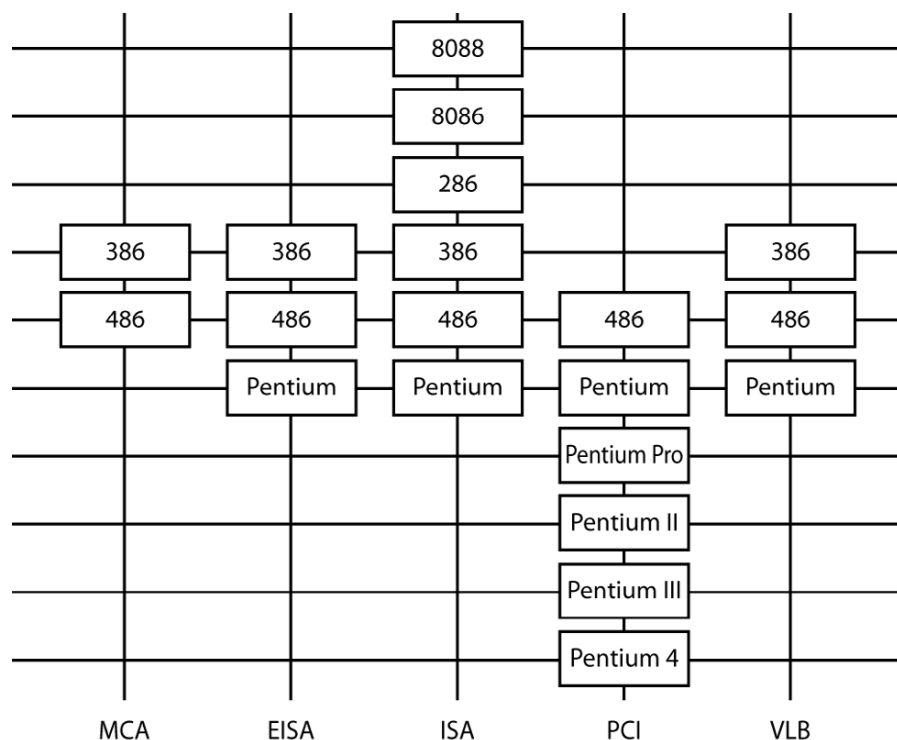 8088
8086
286
386 386 386 386
486 486 486 486 486
Pentium Pentium Pentium Pentium
Pentium Pro
Pentium II
Pentium III
Pentium 4
MCA EISA ISA PCI VLB